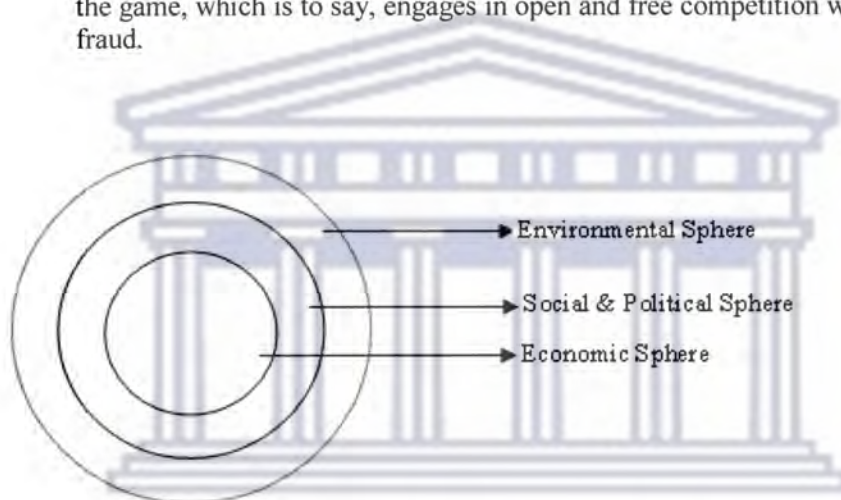 the game, which is to say, engages in open and free competition w
fraud.
Environmental Sphere
Social & Political Sphere
Economic Sphere